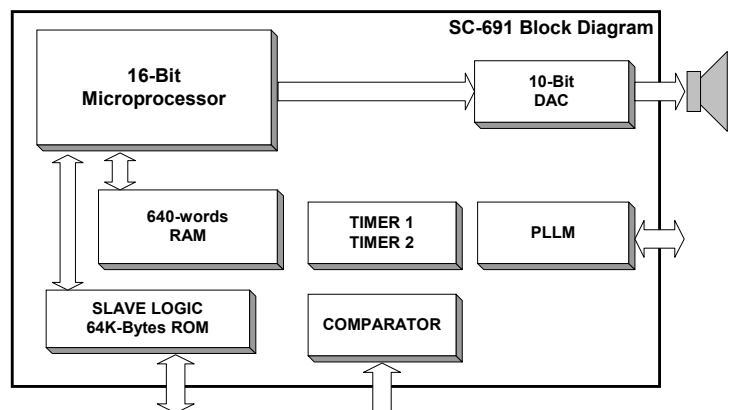 SC-691 Block Diagram
16-Bit
Microprocessor
10-Bit
DAC
640-words
RAM
TIMER 1
TIMER 2
PLLM
SLAVE LOGIC
64K-Bytes ROM
COMPARATOR